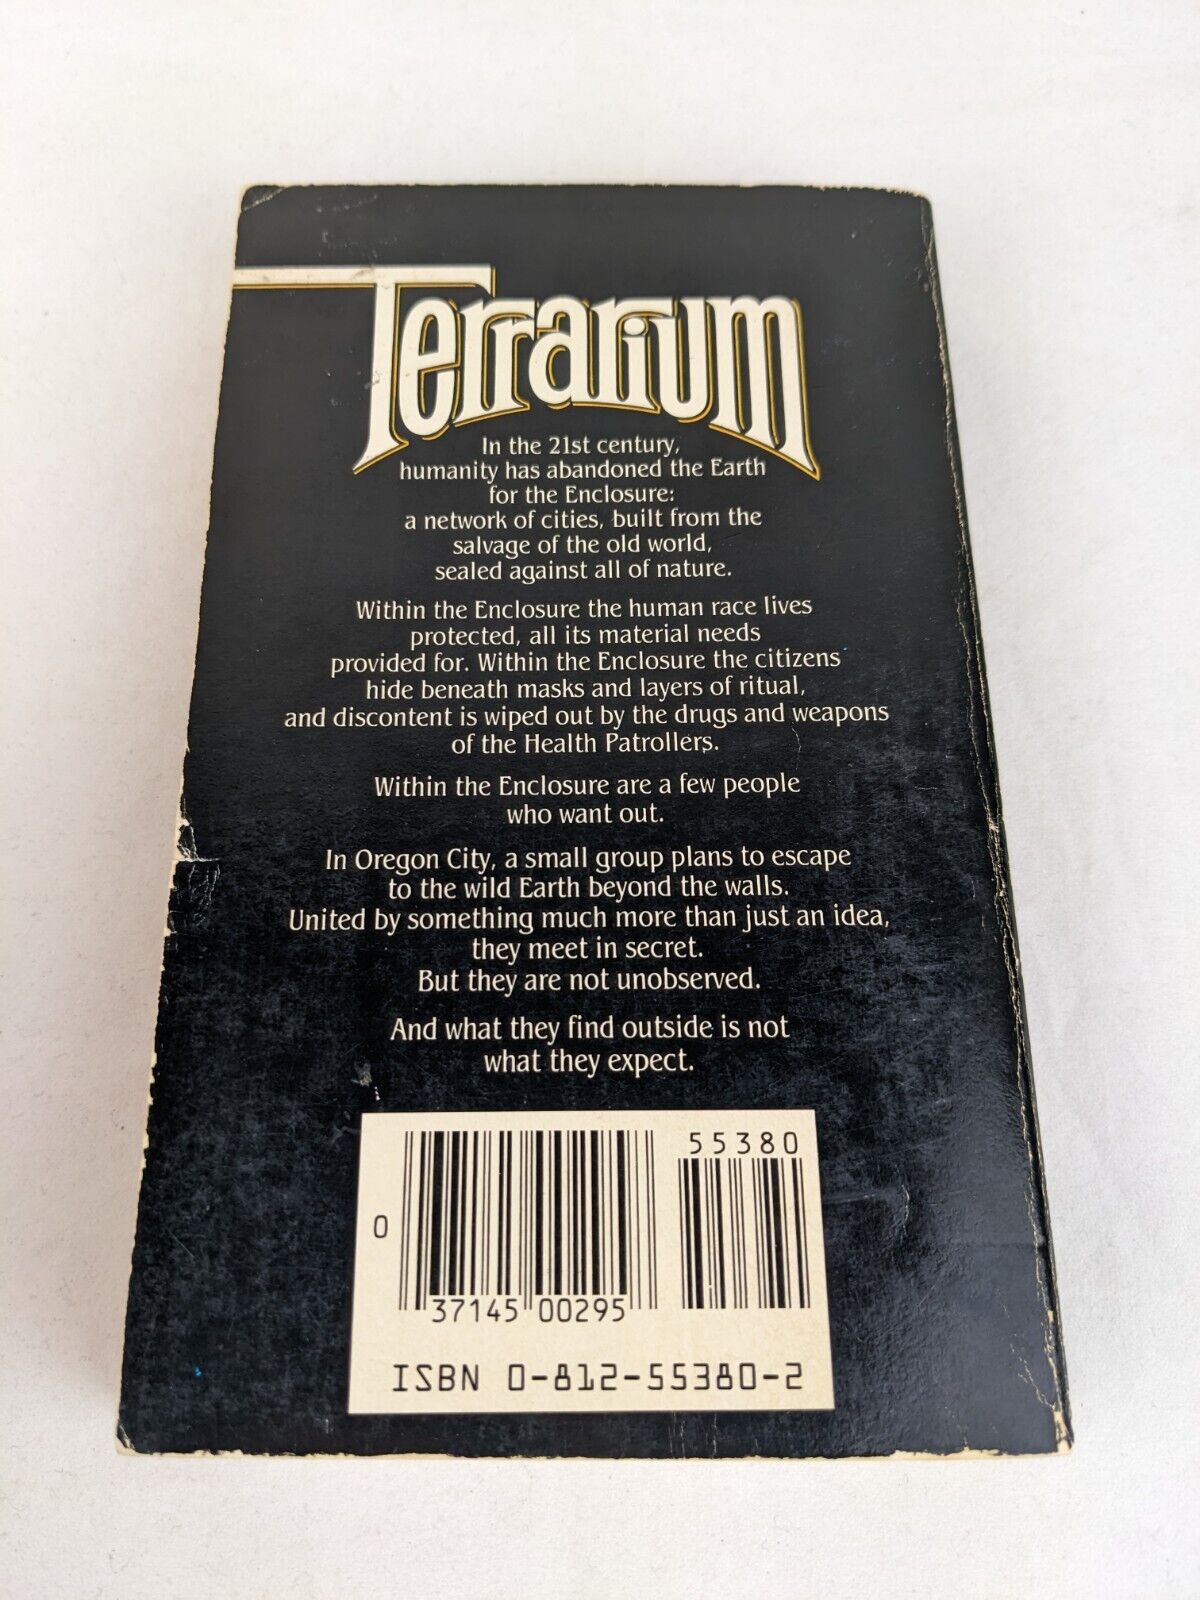 Terrarium
In the 21st century,
humanity has abandoned the Earth
for the Enclosure:
a network of cities, built from the
salvage of the old world,
sealed against all of nature.
Within the Enclosure the human race lives
protected, all its material needs
provided for. Within the Enclosure the citizens
hide beneath masks and layers of ritual,
and discontent is wiped out by the drugs and weapons
of the Health Patrollers.
Within the Enclosure are a few people
who want out.
In Oregon City, a small group plans to escape
to the wild Earth beyond the walls.
United by something much more than just an idea,
they meet in secret.
But they are not unobserved.
And what they find outside is not
what they expect.
55380
0
37145 00295
ISBN 0-812-55380-2